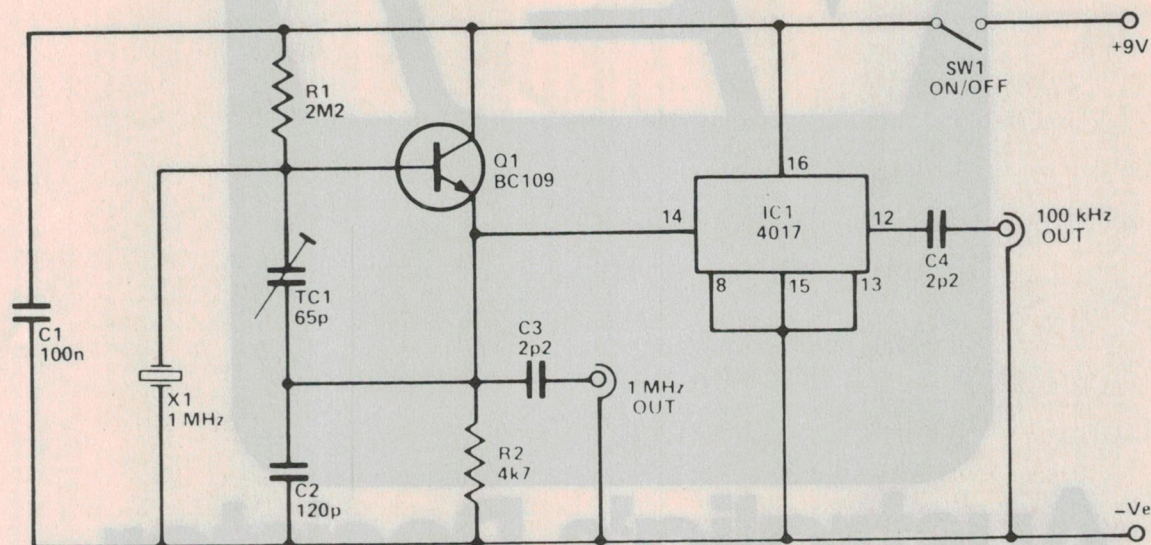 +9V
SW1
ON/OFF
R1
2M2
Q1
BC109
16
14
IC1
4017
12
100 kHz
OUT
C4
2p2
8
15
13
TC1
65p
C1
100n
C3
2p2
X1
1 MHz
1 MHz
OUT
R2
4k7
C2
120p
−Ve